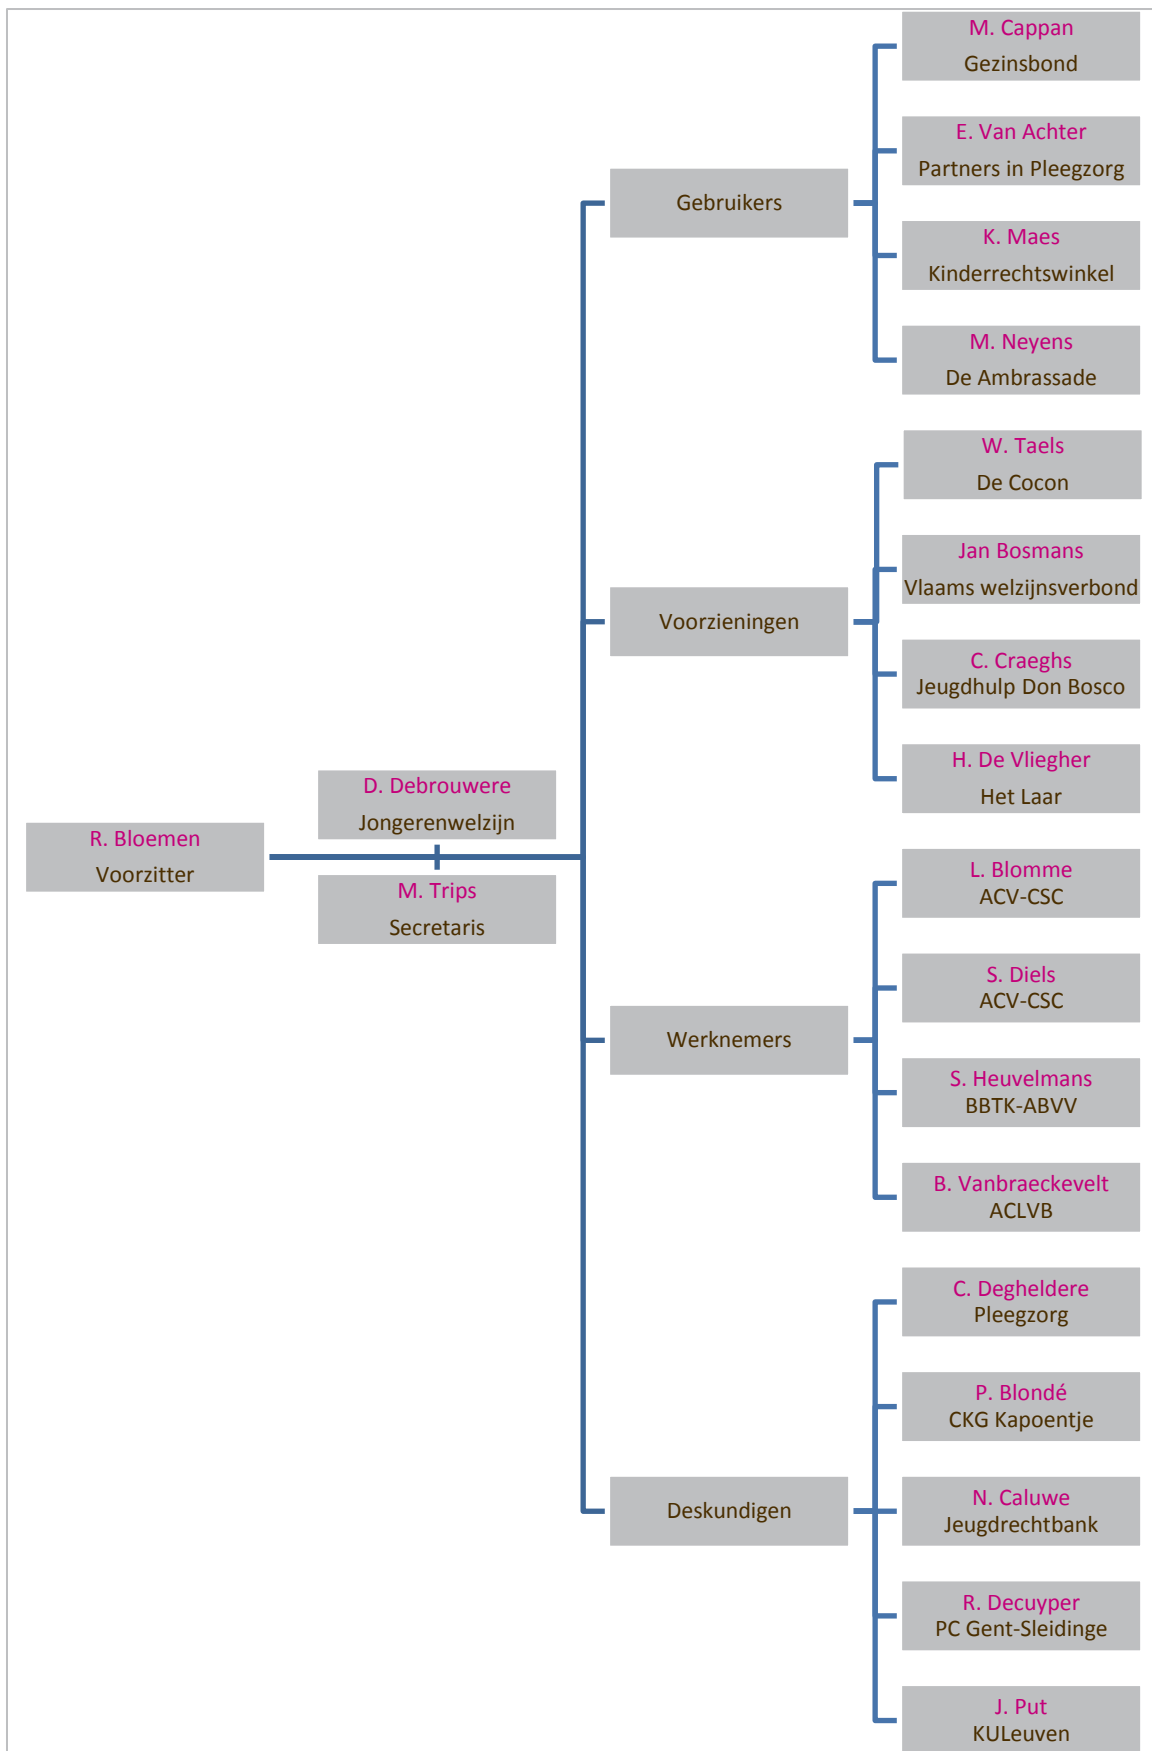 R. Bloemen
Voorzitter
D. Debrouwere
Jongerenwelzijn
M. Trips
Secretaris
Gebruikers
M. Cappan
Gezinsbond
E. Van Achter
Partners in Pleegzorg
K. Maes
Kinderrechtswinkel
M. Neyens
De Ambrassade
Voorzieningen
W. Taels
De Cocon
Jan Bosmans
Vlaams welzijnsverbond
C. Craeghs
Jeugdhulp Don Bosco
H. De Vliegher
Het Laar
Werknemers
L. Blomme
ACV-CSC
S. Diels
ACV-CSC
S. Heuvelmans
BBTK-ABVV
B. Vanbraeckevelt
ACLVB
Deskundigen
C. Degheldere
Pleegzorg
P. Blondé
CKG Kapoentje
N. Caluwe
Jeugdrechtbank
R. Decuyper
PC Gent-Sleidinge
J. Put
KULeuven